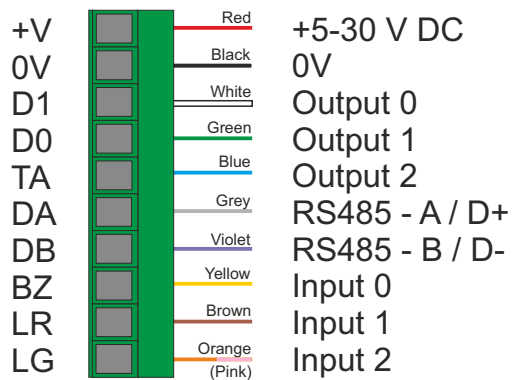 +V Red +5-30 V DC
0V Black 0V
D1 White Output 0
D0 Green Output 1
TA Blue Output 2
DA Grey RS485 - A / D+
DB Violet RS485 - B / D-
BZ Yellow Input 0
LR Brown Input 1
LG Orange Input 2
(Pink)